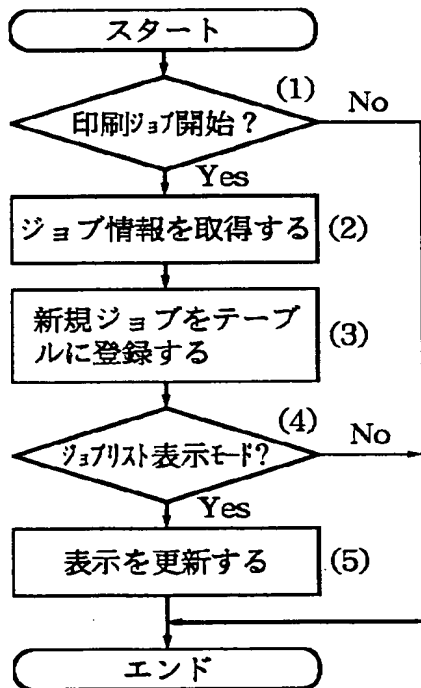 スタート
(1)
No
印刷ジョブ開始?
Yes
ジョブ情報を取得する
(2)
新規ジョブをテーブ
ルに登録する
(3)
(4)
No
ジョブリスト表示モード?
Yes
表示を更新する
(5)
エンド